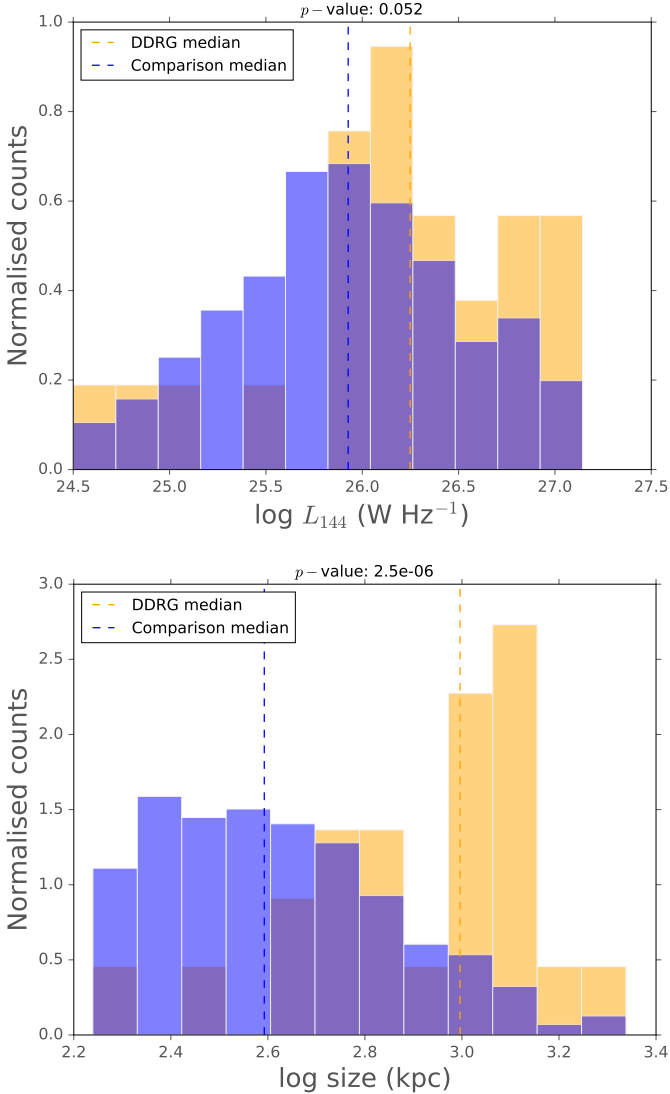 p − value: 0.052
1.0
DDRG median
Comparison median
0.8
0.6
0.4
0.2
0.0
Normalised counts
24.5 25.0 25.5 26.0 26.5 27.0 27.5
log L₁₄₄ (W Hz⁻¹)
p − value: 2.5e-06
3.0
DDRG median
Comparison median
2.5
2.0
1.5
1.0
0.5
0.0
Normalised counts
2.2 2.4 2.6 2.8 3.0 3.2 3.4
log size (kpc)